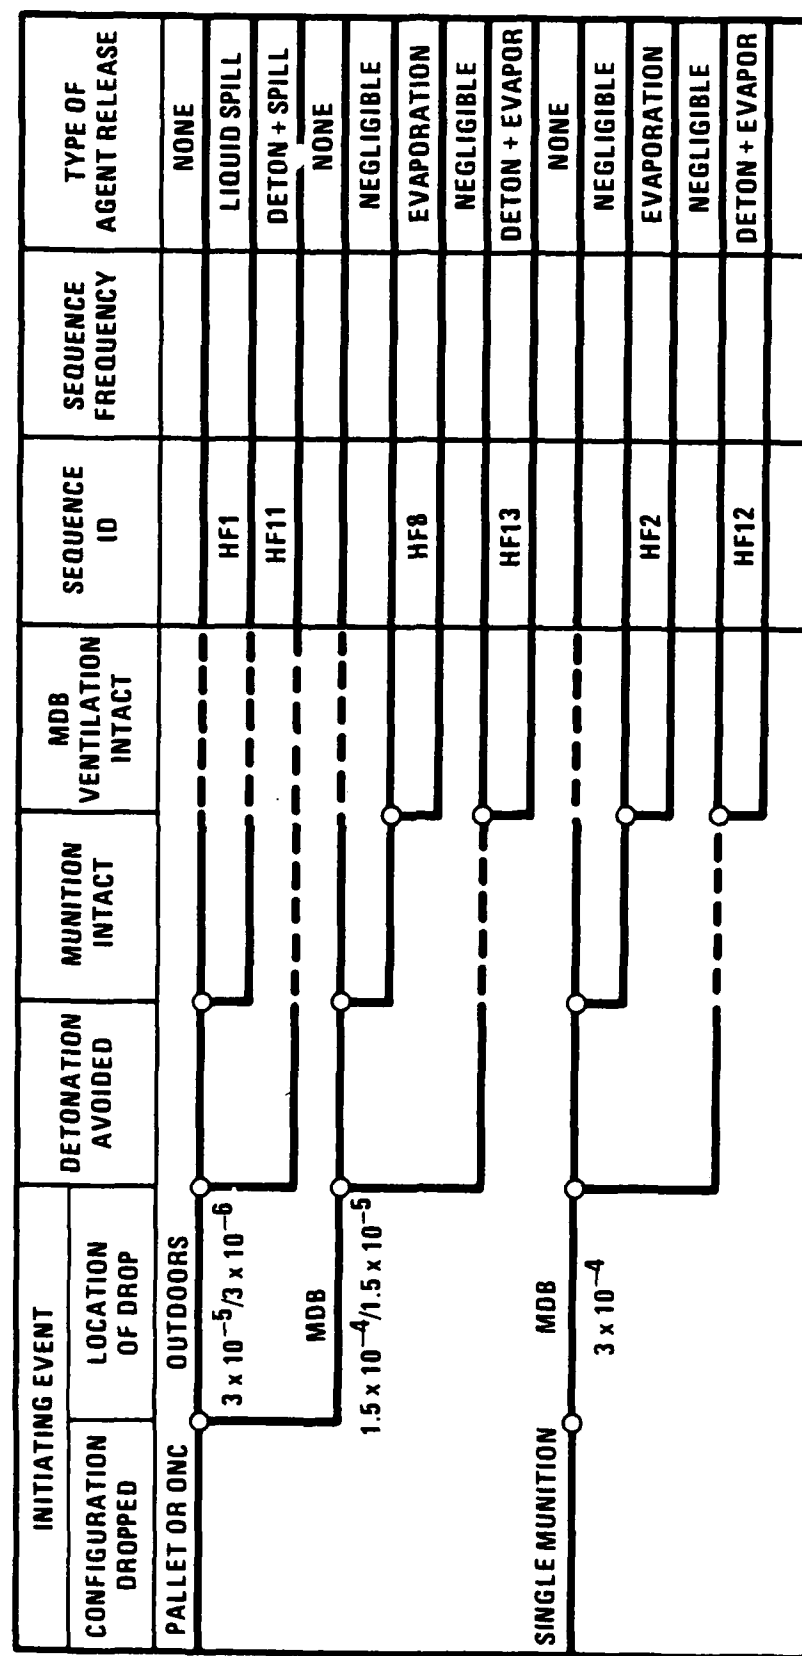 INITIATING EVENT
CONFIGURATION
DROPPED
LOCATION
OF DROP
DETONATION
AVOIDED
MUNITION
INTACT
MDB
VENTILATION
INTACT
SEQUENCE
ID
SEQUENCE
FREQUENCY
TYPE OF
AGENT RELEASE
PALLET OR ONC
OUTDOORS
NONE
3 x 10⁻⁵/3 x 10⁻⁶
HF1
LIQUID SPILL
HF11
DETON + SPILL
MDB
NONE
1.5 x 10⁻⁴/1.5 x 10⁻⁵
NEGLIGIBLE
HF8
EVAPORATION
NEGLIGIBLE
HF13
DETON + EVAPOR
SINGLE MUNITION
MDB
NONE
3 x 10⁻⁴
NEGLIGIBLE
HF2
EVAPORATION
NEGLIGIBLE
HF12
DETON + EVAPOR